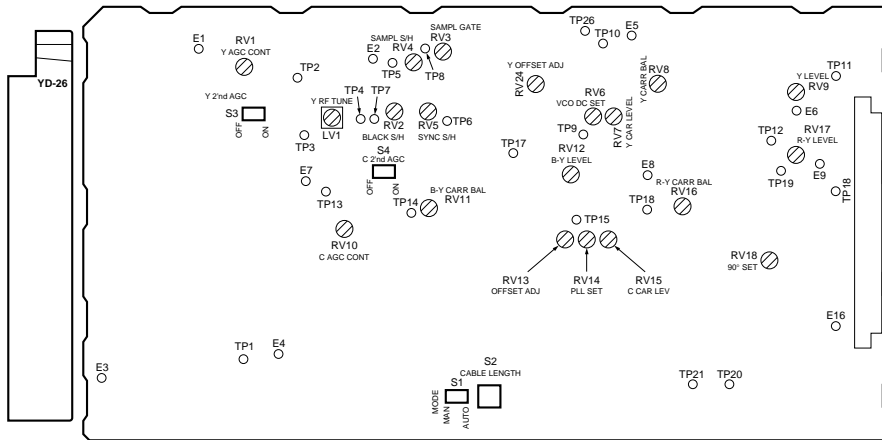 YD-26
E1
RV1
Y AGC CONT
TP2
Y 2'nd AGC
S3
OFF
ON
TP3
Y RF TUNE
LV1
TP4
TP7
E2
TP5
SAMPL S/H
RV4
SAMPL GATE
RV3
TP8
RV2
BLACK S/H
RV5
SYNC S/H
TP6
S4
C 2'nd AGC
OFF
ON
E7
TP13
RV10
C AGC CONT
TP14
B-Y CARR BAL
RV11
TP26
TP10
E5
Y OFFSET ADJ
RV24
RV6
VCO DC SET
RV7
Y CAR LEVEL
RV8
Y CARR BAL
TP9
TP17
RV12
B-Y LEVEL
E8
TP18
R-Y CARR BAL
RV16
TP15
RV13
OFFSET ADJ
RV14
PLL SET
RV15
C CAR LEV
TP11
Y LEVEL
RV9
E6
TP12
RV17
R-Y LEVEL
TP19
E9
TP18
RV18
90° SET
E16
TP1
E4
E3
S1
MODE
MAN
AUTO
S2
CABLE LENGTH
TP21
TP20